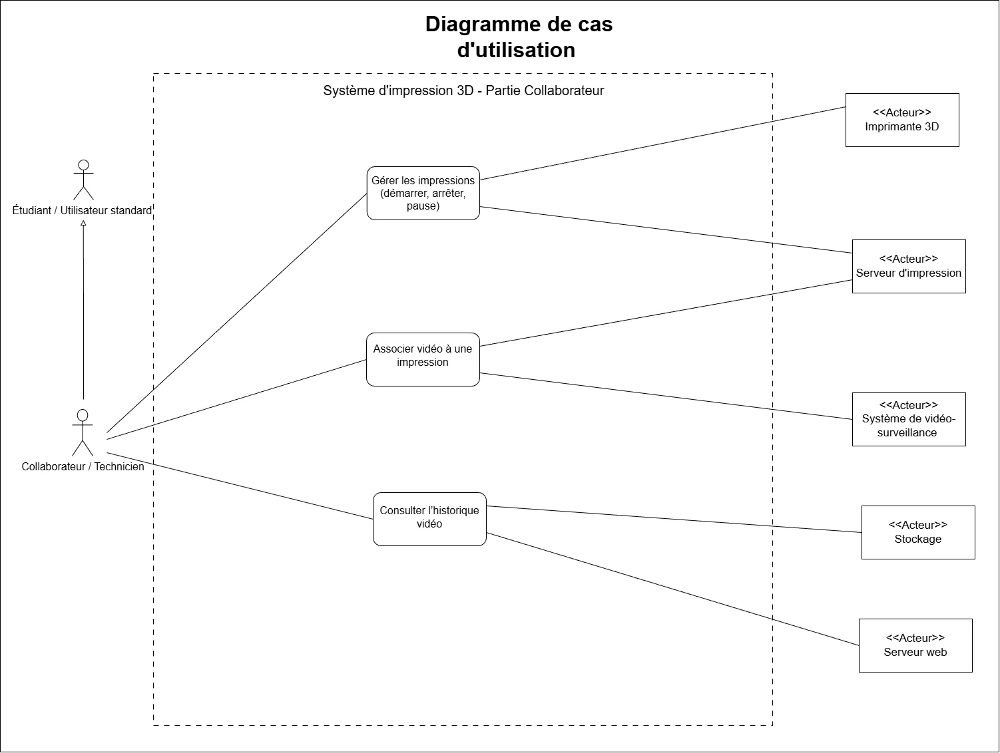 Diagramme de cas
d'utilisation
Système d'impression 3D - Partie Collaborateur
<<Acteur>>
Imprimante 3D
Étudiant / Utilisateur standard
Gérer les impressions
(démarrer, arrêter,
pause)
<<Acteur>>
Serveur d'impression
Associer vidéo à une
impression
<<Acteur>>
Système de vidéo-
surveillance
Collaborateur / Technicien
Consulter l’historique
vidéo
<<Acteur>>
Stockage
<<Acteur>>
Serveur web